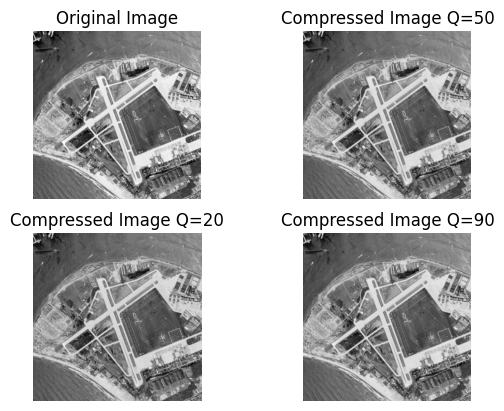 Original Image
Compressed Image Q=50
Compressed Image Q=20
Compressed Image Q=90